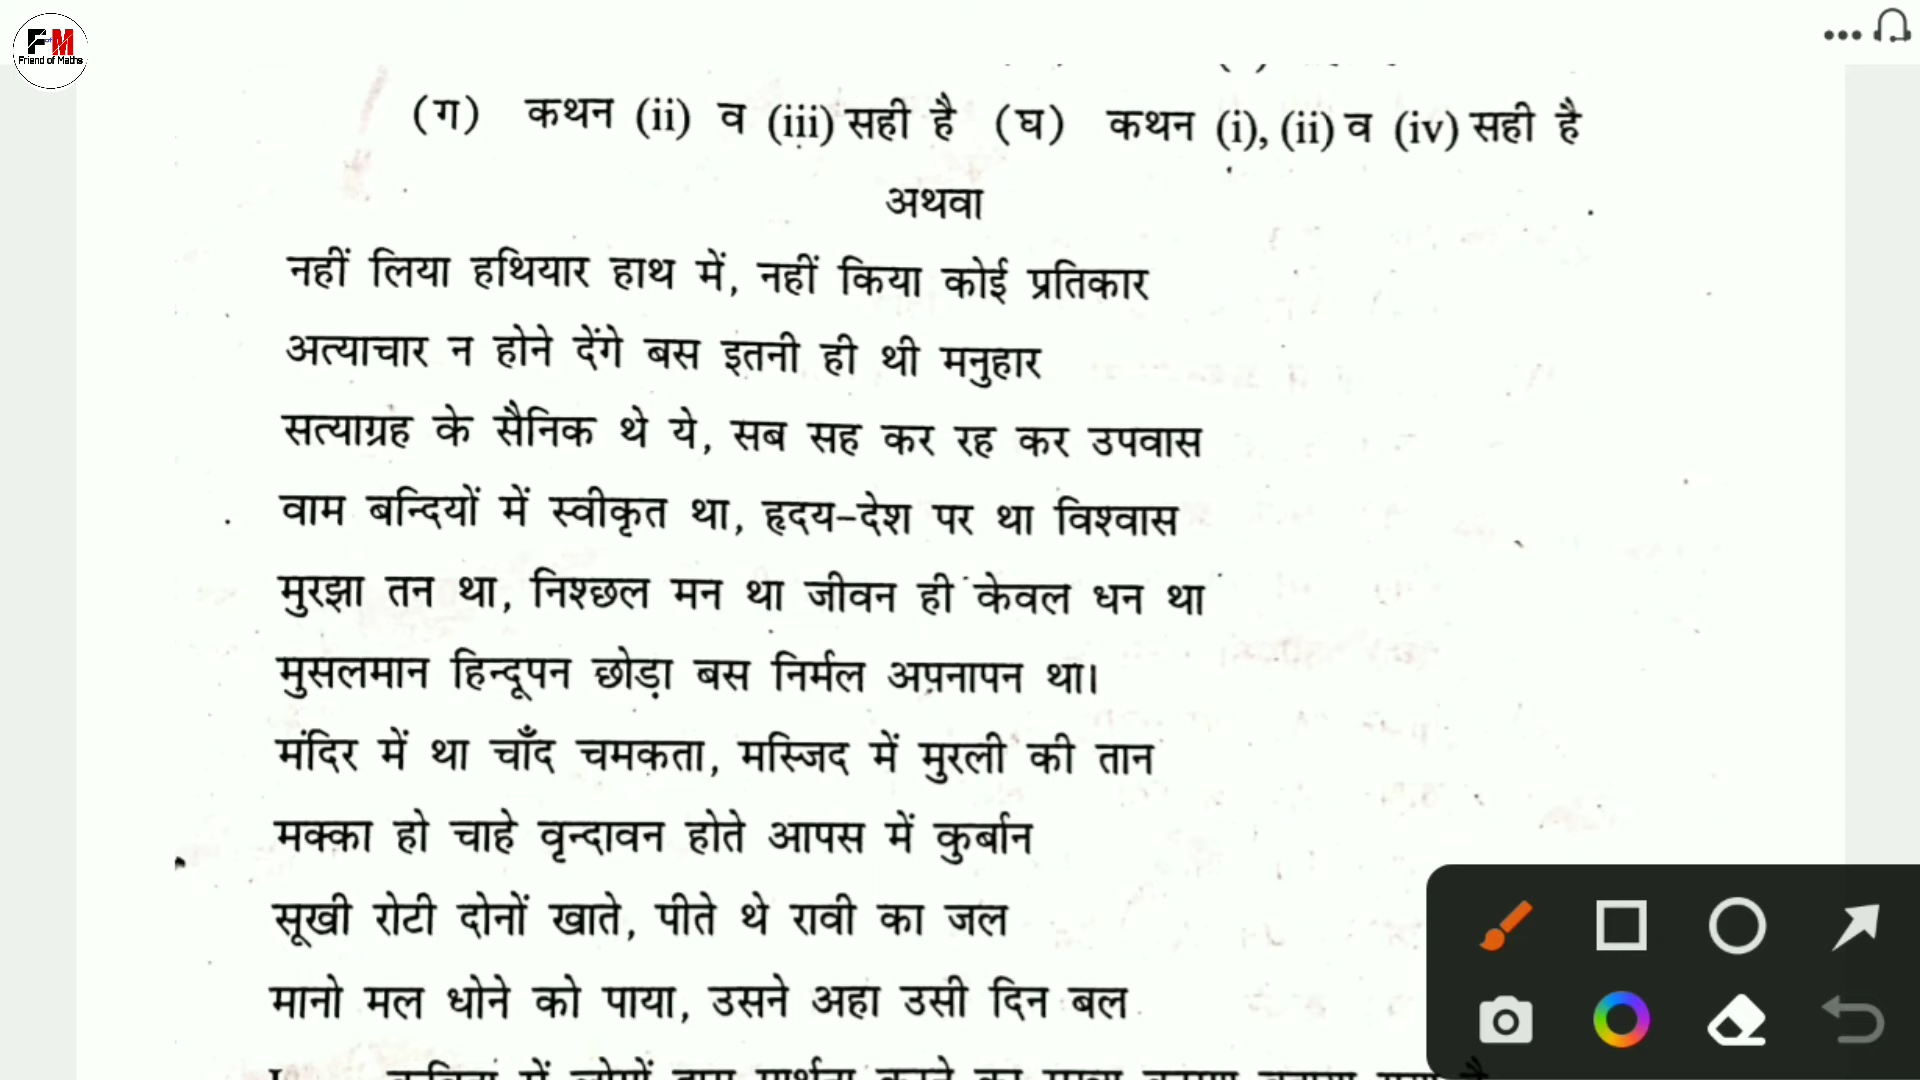 FM
Friend of Maths
(ग) कथन (ii) व (iii) सही है (घ) कथन (i), (ii) व (iv) सही है
अथवा
नहीं लिया हथियार हाथ में, नहीं किया कोई प्रतिकार
अत्याचार न होने देंगे बस इतनी ही थी मनुहार
सत्याग्रह के सैनिक थे ये, सब सह कर रह कर उपवास
वाम बन्दियों में स्वीकृत था, हृदय-देश पर था विश्वास
मुरझा तन था, निश्छल मन था जीवन ही केवल धन था
मुसलमान हिन्दूपन छोड़ा बस निर्मल अपनापन था।
मंदिर में था चाँद चमकता, मस्जिद में मुरली की तान
मक्का हो चाहे वृन्दावन होते आपस में कुर्बान
सूखी रोटी दोनों खाते, पीते थे रावी का जल
मानो मल धोने को पाया, उसने अहा उसी दिन बल